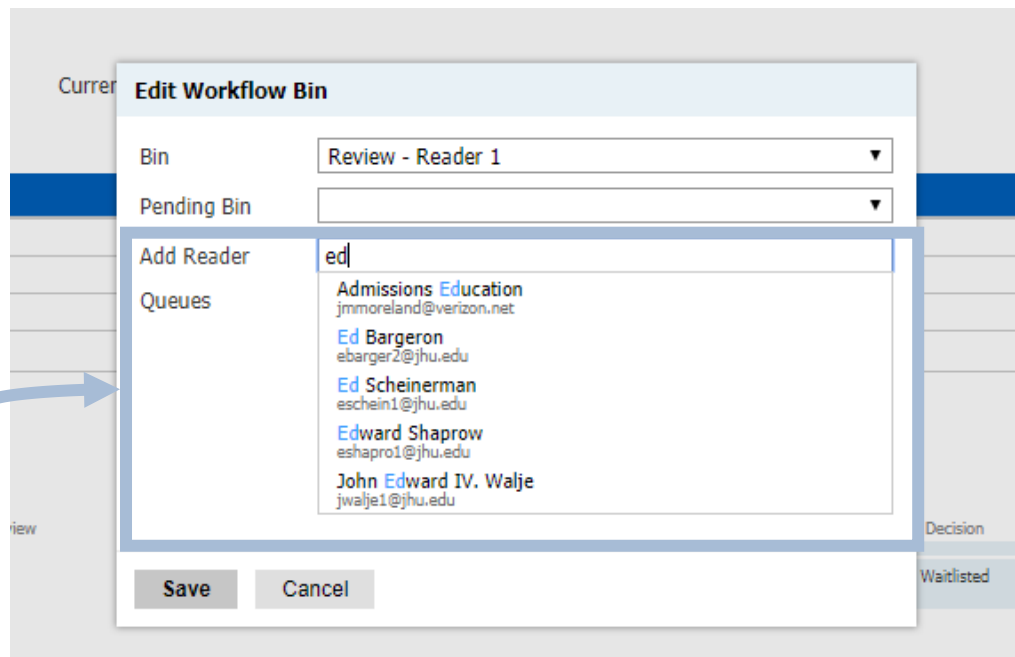 Curren
Edit Workflow Bin
Bin
Review - Reader 1
Pending Bin
Add Reader
ed
Queues
Admissions Education
jmmoreland@verizon.net
Ed Bargeron
ebarger2@jhu.edu
Ed Scheinerman
eschein1@jhu.edu
Edward Shaprow
eshapro1@jhu.edu
John Edward IV. Walje
jwalje1@jhu.edu
view
Decision
Waitlisted
Save
Cancel